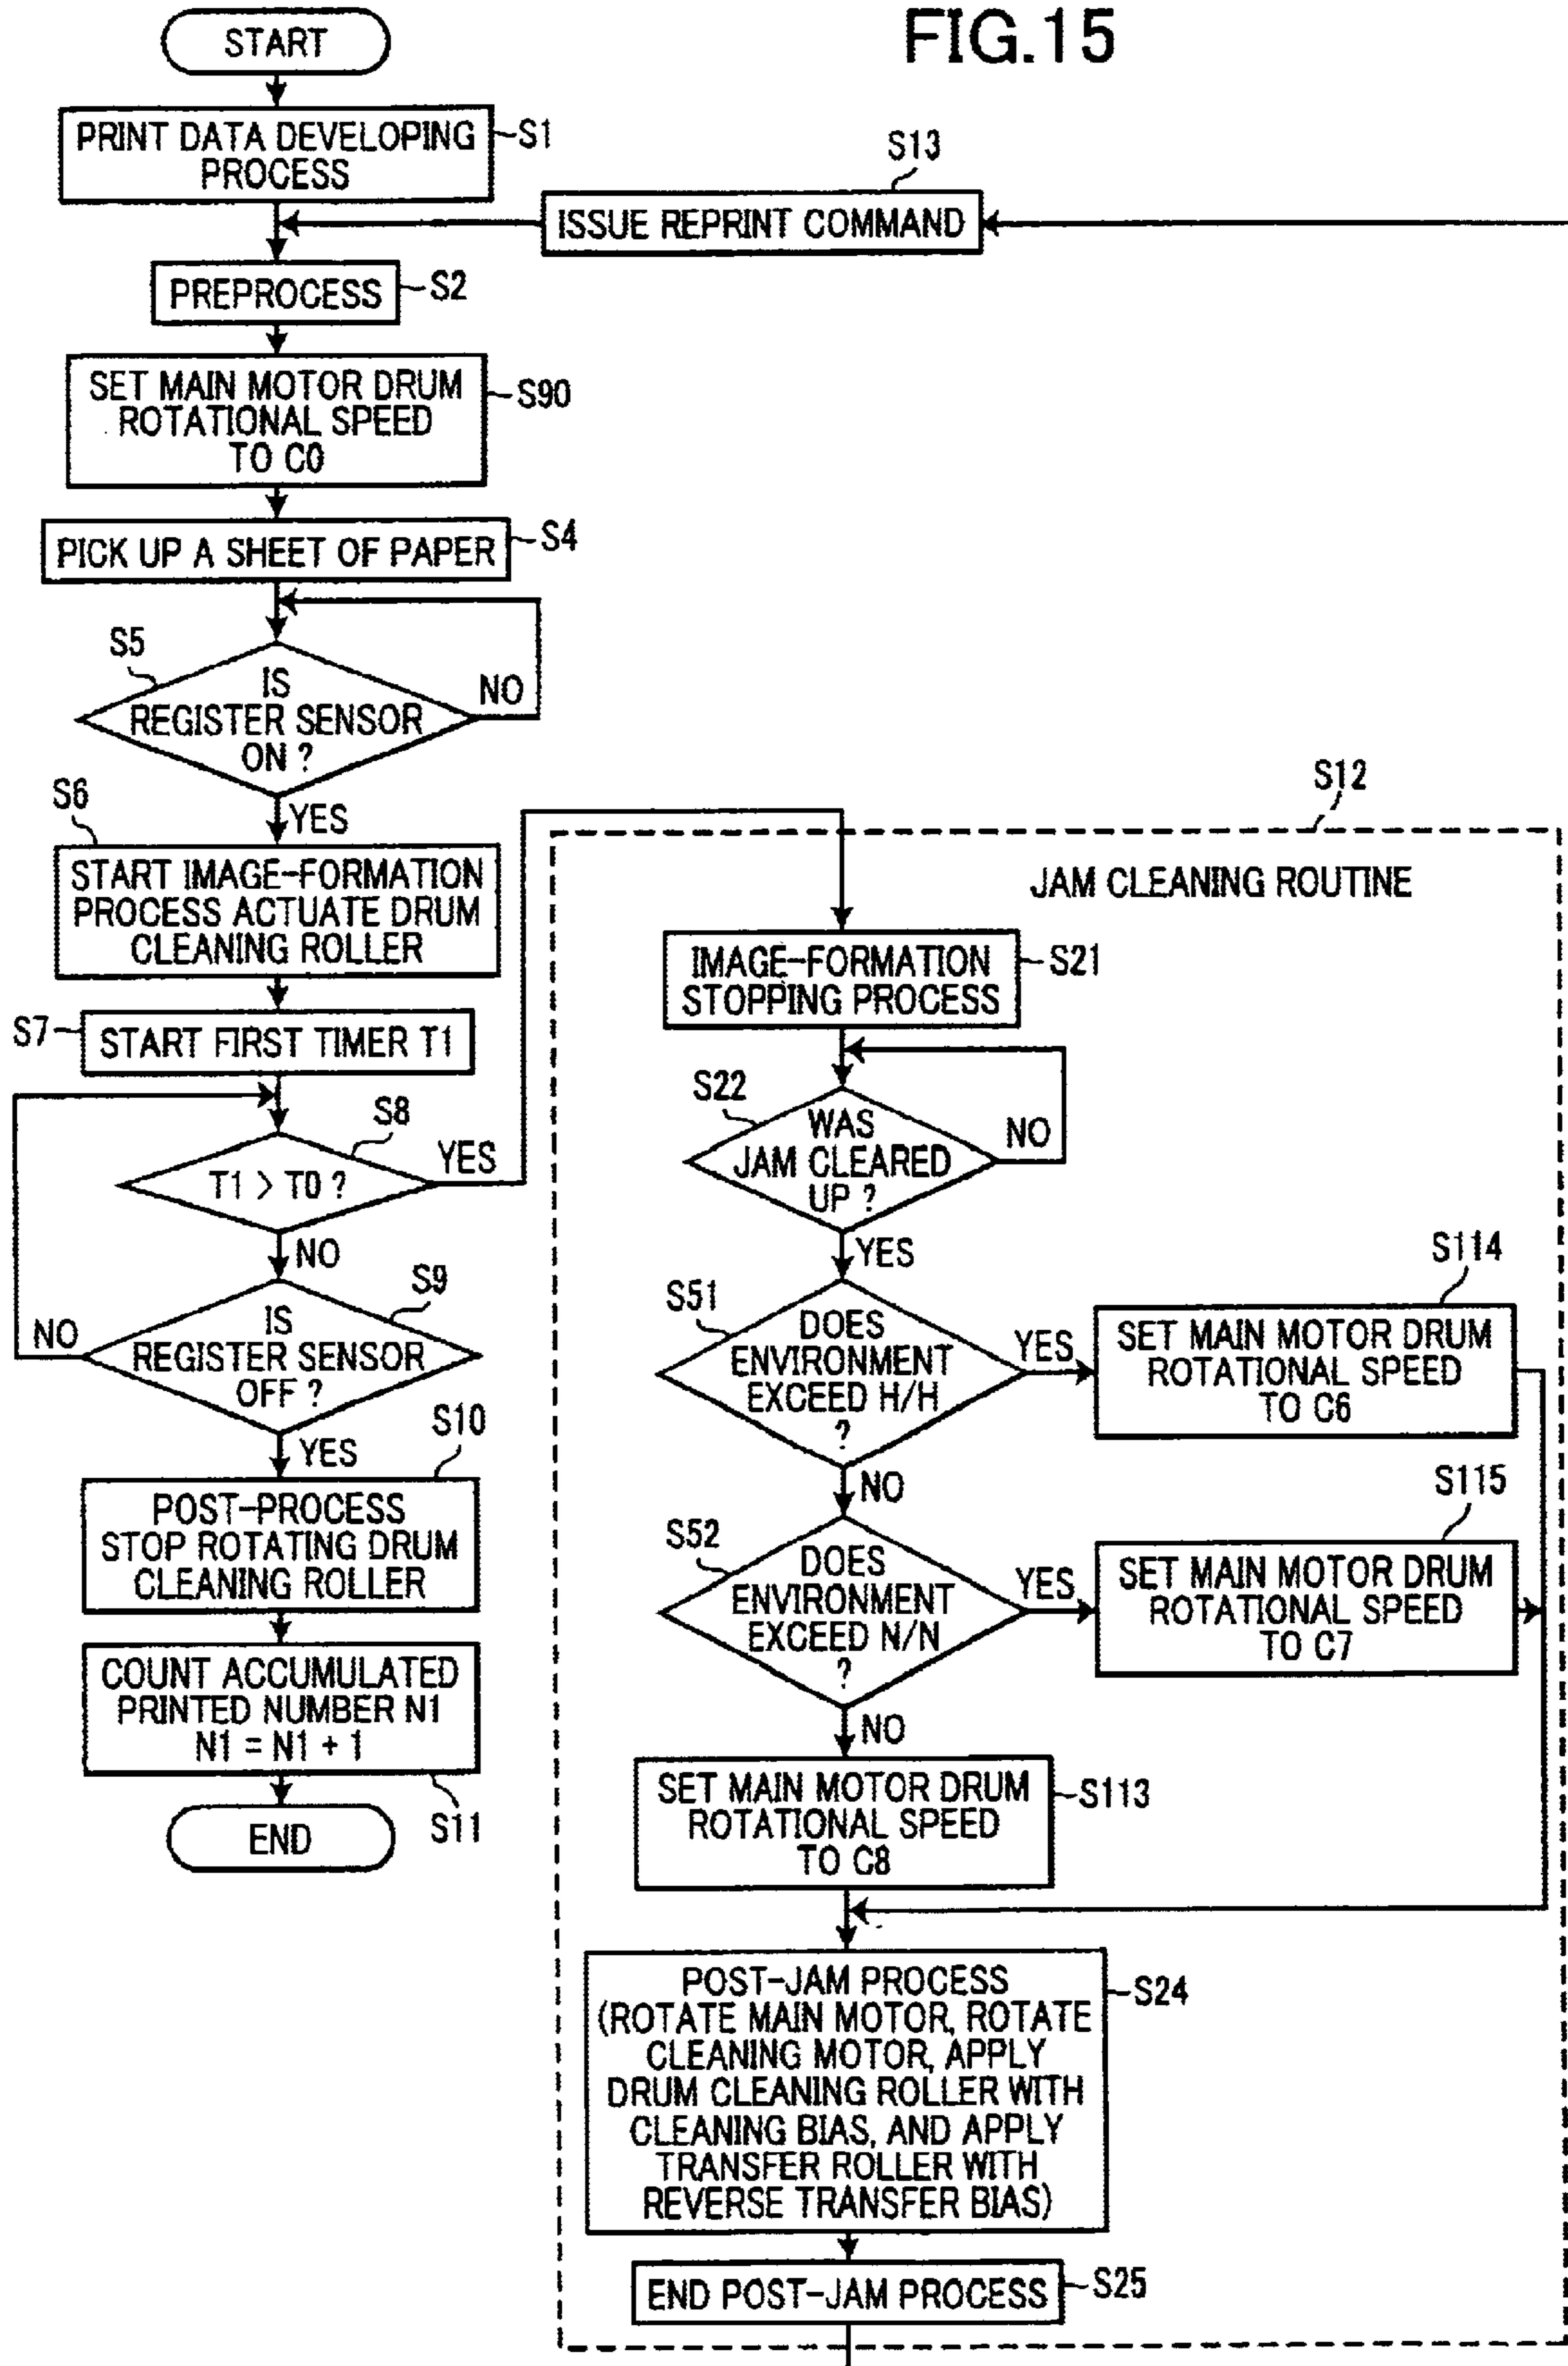 FIG.15
START
PRINT DATA DEVELOPING
PROCESS
S1
S13
ISSUE REPRINT COMMAND
PREPROCESS
S2
SET MAIN MOTOR DRUM
ROTATIONAL SPEED
TO C0
S90
PICK UP A SHEET OF PAPER
S4
S5
IS
REGISTER SENSOR
ON ?
NO
YES
S6
START IMAGE-FORMATION
PROCESS ACTUATE DRUM
CLEANING ROLLER
S7
START FIRST TIMER T1
S8
T1 > T0 ?
YES
NO
S9
IS
REGISTER SENSOR
OFF ?
NO
YES
S10
POST-PROCESS
STOP ROTATING DRUM
CLEANING ROLLER
COUNT ACCUMULATED
PRINTED NUMBER N1
N1 = N1 + 1
S11
END
S12
JAM CLEANING ROUTINE
IMAGE-FORMATION
STOPPING PROCESS
S21
S22
WAS
JAM CLEARED
UP ?
NO
YES
S51
DOES
ENVIRONMENT
EXCEED H/H
?
YES
S114
SET MAIN MOTOR DRUM
ROTATIONAL SPEED
TO C6
NO
S52
DOES
ENVIRONMENT
EXCEED N/N
?
YES
S115
SET MAIN MOTOR DRUM
ROTATIONAL SPEED
TO C7
NO
SET MAIN MOTOR DRUM
ROTATIONAL SPEED
TO C8
S113
POST-JAM PROCESS
(ROTATE MAIN MOTOR, ROTATE
CLEANING MOTOR, APPLY
DRUM CLEANING ROLLER WITH
CLEANING BIAS, AND APPLY
TRANSFER ROLLER WITH
REVERSE TRANSFER BIAS)
S24
END POST-JAM PROCESS
S25